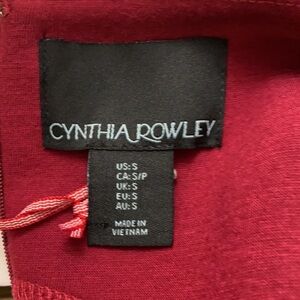 CYNTHIA ROWLEY
US: S
CA: S/P
UK: S
EU: S
AU: S
MADE IN
VIETNAM